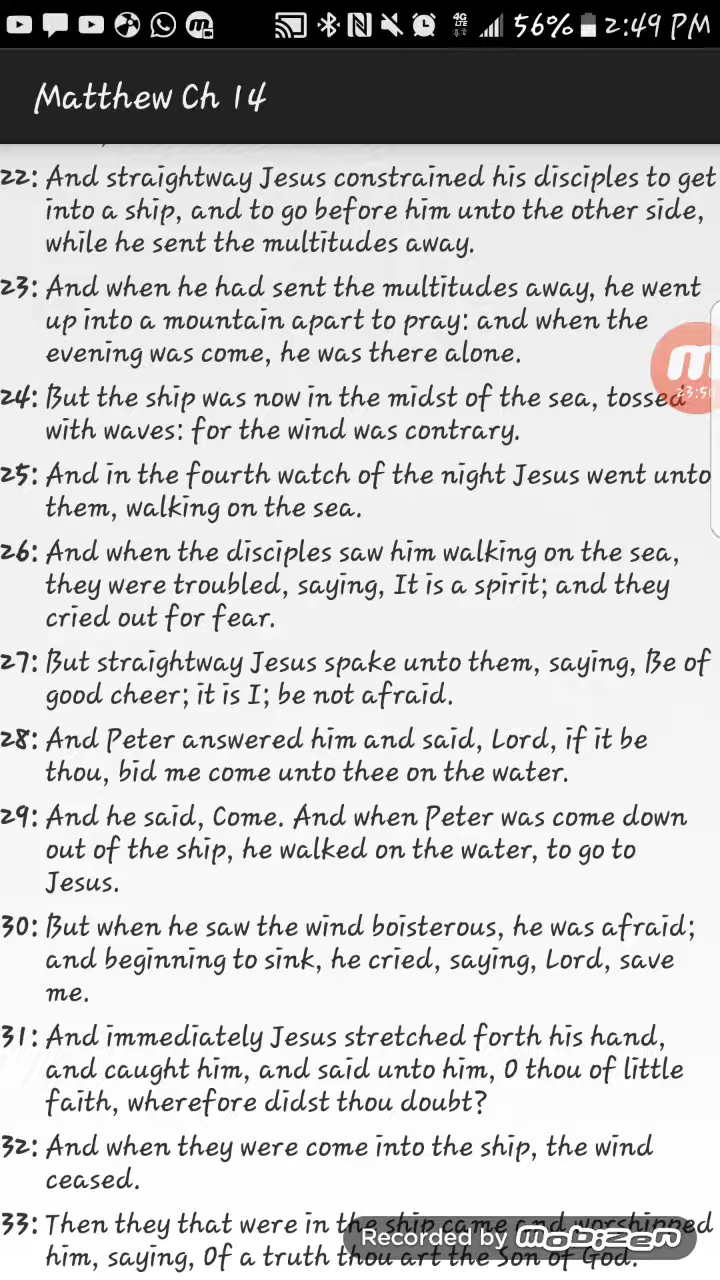 4G
LTE
56% 2:49 PM
Matthew Ch 14
22: And straightway Jesus constrained his disciples to get
into a ship, and to go before him unto the other side,
while he sent the multitudes away.
23: And when he had sent the multitudes away, he went
up into a mountain apart to pray: and when the
evening was come, he was there alone.
24: But the ship was now in the midst of the sea, tossed
with waves: for the wind was contrary.
25: And in the fourth watch of the night Jesus went unto
them, walking on the sea.
26: And when the disciples saw him walking on the sea,
they were troubled, saying, It is a spirit; and they
cried out for fear.
27: But straightway Jesus spake unto them, saying, Be of
good cheer; it is I; be not afraid.
28: And Peter answered him and said, Lord, if it be
thou, bid me come unto thee on the water.
29: And he said, Come. And when Peter was come down
out of the ship, he walked on the water, to go to
Jesus.
30: But when he saw the wind boisterous, he was afraid;
and beginning to sink, he cried, saying, Lord, save
me.
31: And immediately Jesus stretched forth his hand,
and caught him, and said unto him, O thou of little
faith, wherefore didst thou doubt?
32: And when they were come into the ship, the wind
ceased.
33: Then they that were in the ship came and worshipped
him, saying, Of a truth thou art the Son of God.
Recorded by mobizen